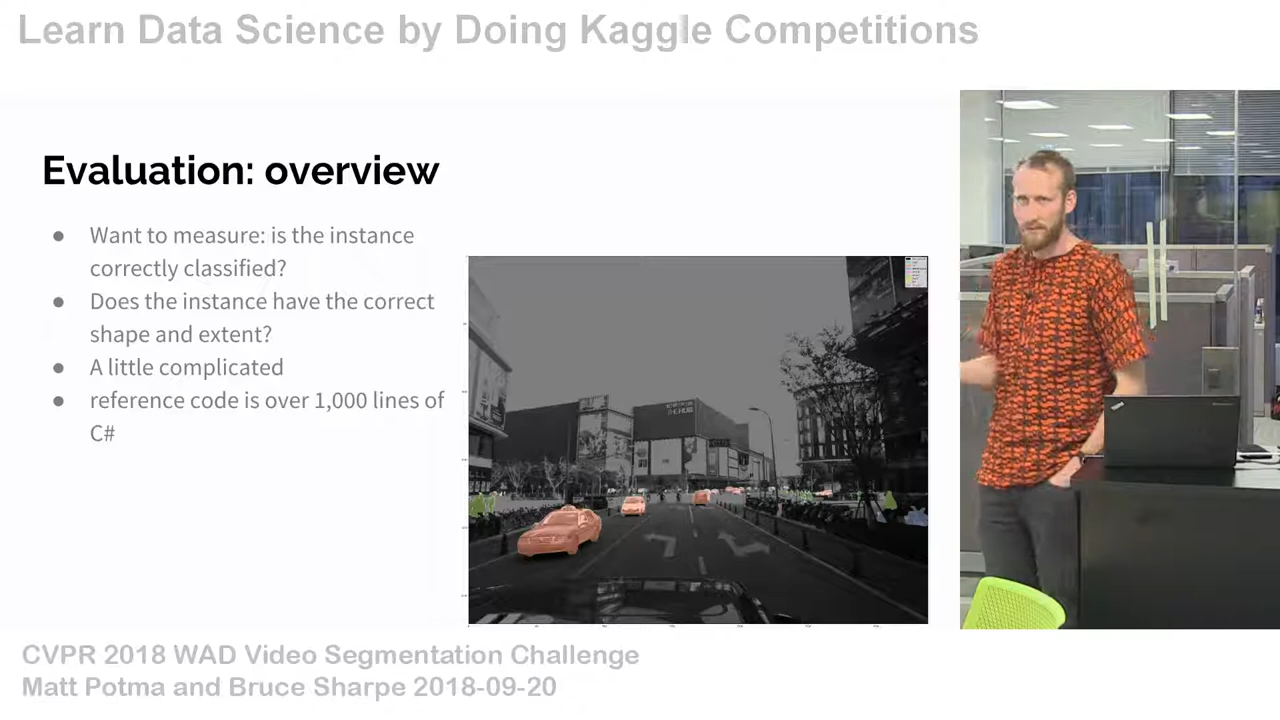 Learn Data Science by Doing Kaggle Competitions
Evaluation: overview
● Want to measure: is the instance
correctly classified?
● Does the instance have the correct
shape and extent?
● A little complicated
● reference code is over 1,000 lines of
C#
THE HUB
CVPR 2018 WAD Video Segmentation Challenge
Matt Potma and Bruce Sharpe 2018-09-20